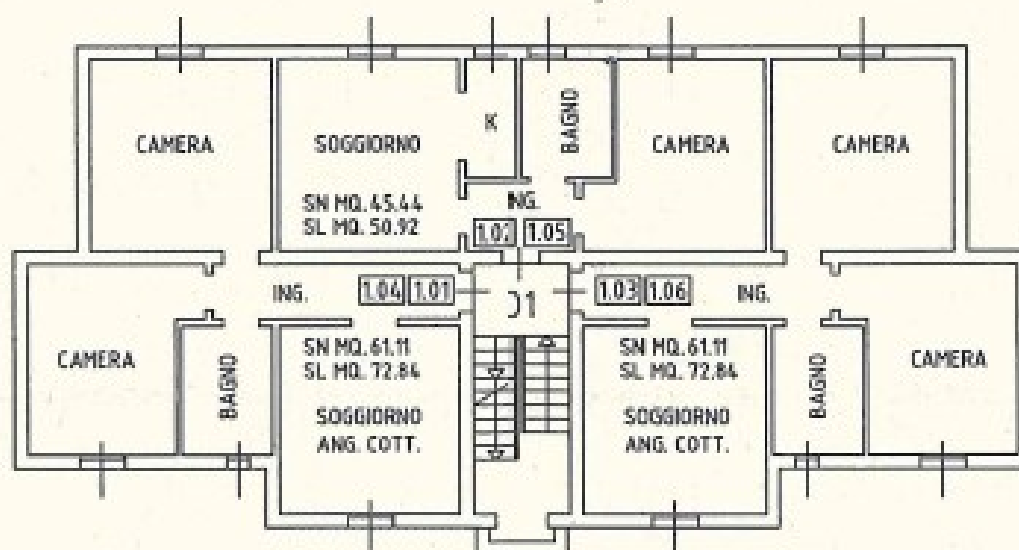 CAMERA
SOGGIORNO
K
BAGNO
CAMERA
CAMERA
SN MQ. 45.44
SL MQ. 50.92
ING.
1.02 1.05
ING.
1.04 1.01
1.03 1.06
ING.
CAMERA
BAGNO
SN MQ. 61.11
SL MQ. 72.84
SOGGIORNO
ANG. COTT.
SN MQ. 61.11
SL MQ. 72.84
SOGGIORNO
ANG. COTT.
BAGNO
CAMERA